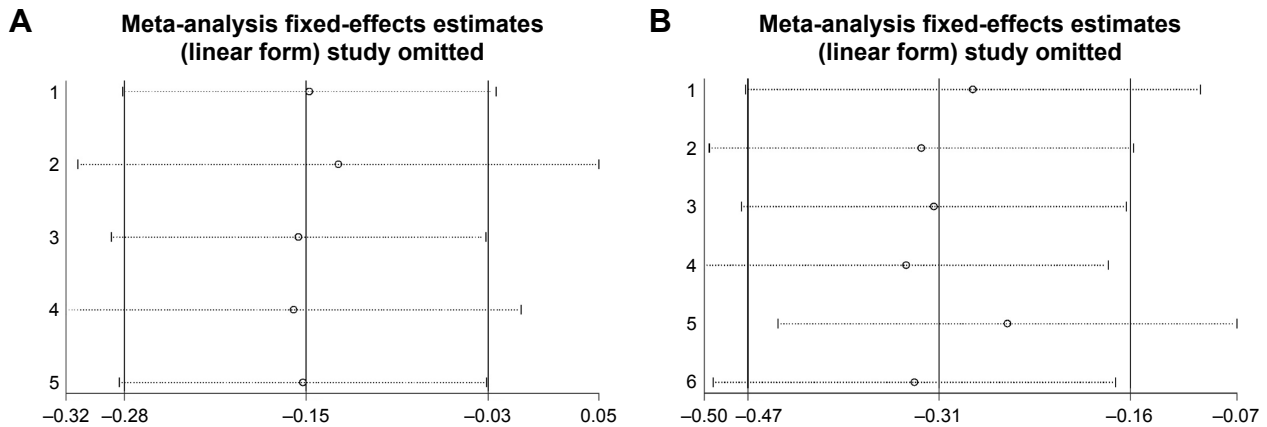 A
Meta-analysis fixed-effects estimates
(linear form) study omitted
1
2
3
4
5
–0.32 –0.28 –0.15 –0.03 0.05
B
Meta-analysis fixed-effects estimates
(linear form) study omitted
1
2
3
4
5
6
–0.50 –0.47 –0.31 –0.16 –0.07